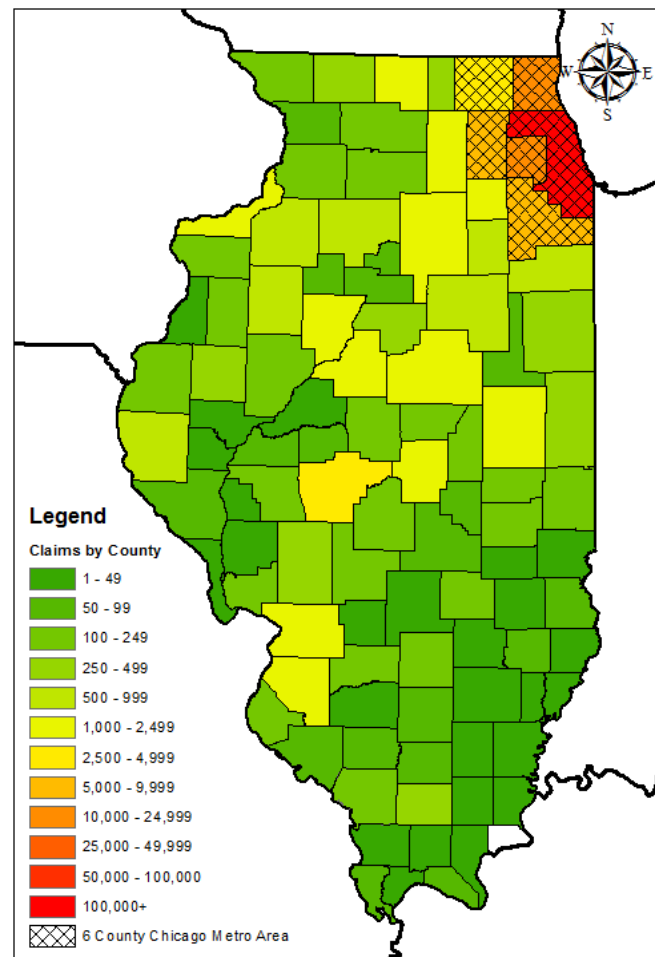 N
W E
S
Legend
Claims by County
1 - 49
50 - 99
100 - 249
250 - 499
500 - 999
1,000 - 2,499
2,500 - 4,999
5,000 - 9,999
10,000 - 24,999
25,000 - 49,999
50,000 - 100,000
100,000+
6 County Chicago Metro Area